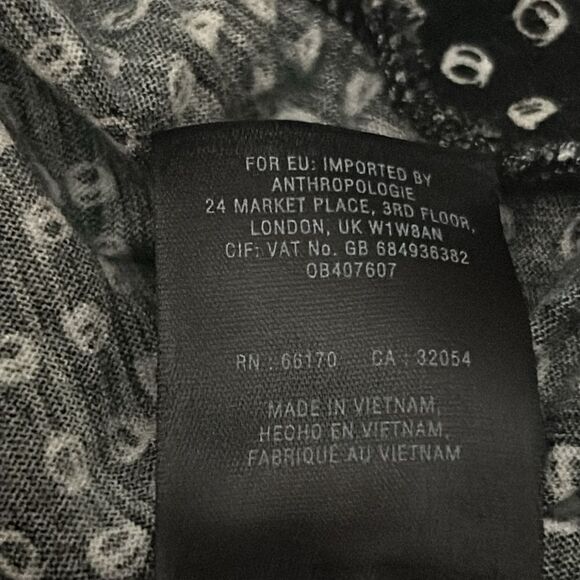 FOR EU: IMPORTED BY
ANTHROPOLOGIE
24 MARKET PLACE, 3RD FLOOR,
LONDON, UK W1W8AN
CIF: VAT No. GB 684936382
OB407607
RN : 66170 CA : 32054
MADE IN VIETNAM,
HECHO EN VIETNAM,
FABRIQUÉ AU VIETNAM